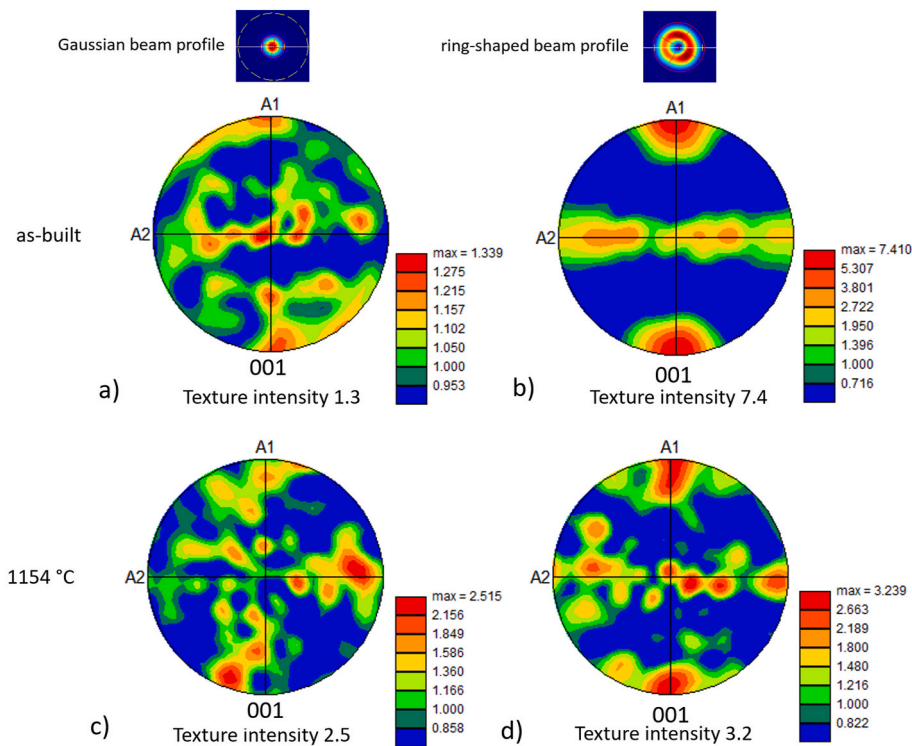 Gaussian beam profile
ring-shaped beam profile
A1
A1
as-built
A2
A2
max = 1.339
1.275
1.215
1.157
1.102
1.050
1.000
0.953
max = 7.410
5.307
3.801
2.722
1.950
1.396
1.000
0.716
a)
001
Texture intensity 1.3
b)
001
Texture intensity 7.4
A1
A1
1154 °C
A2
A2
max = 2.515
2.156
1.849
1.586
1.360
1.166
1.000
0.858
max = 3.239
2.663
2.189
1.800
1.480
1.216
1.000
0.822
c)
001
Texture intensity 2.5
d)
001
Texture intensity 3.2